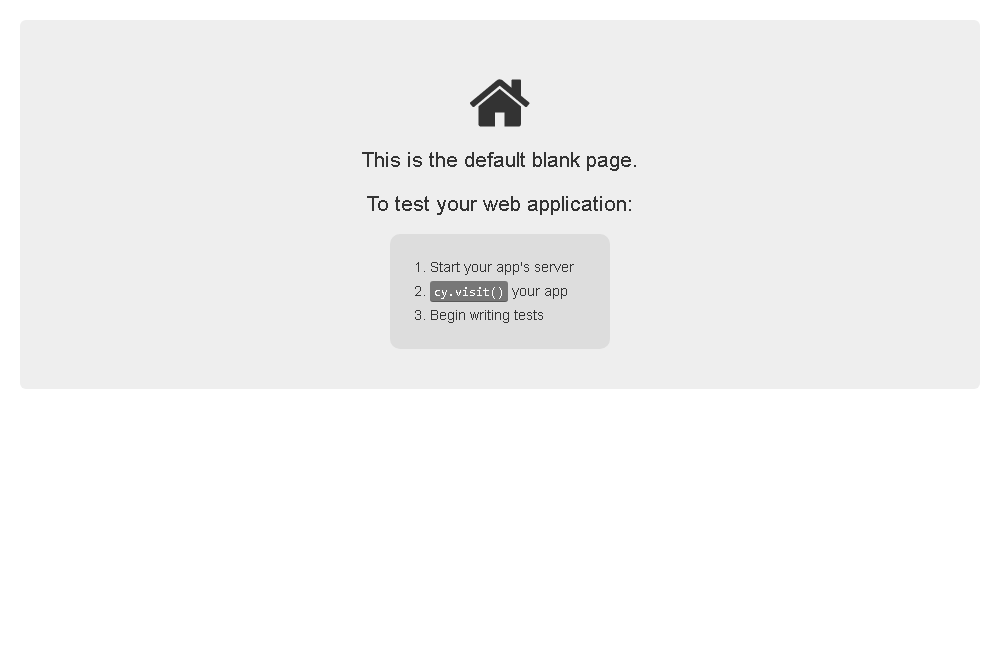 This is the default blank page.
To test your web application:
1. Start your app's server
2. cy.visit() your app
3. Begin writing tests